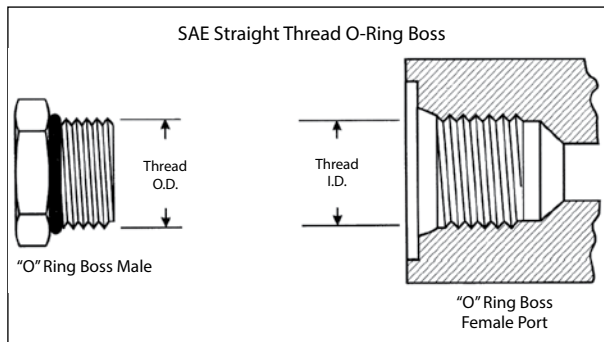 SAE Straight Thread O-Ring Boss
Thread
O.D.
Thread
I.D.
“O” Ring Boss Male
“O” Ring Boss
Female Port